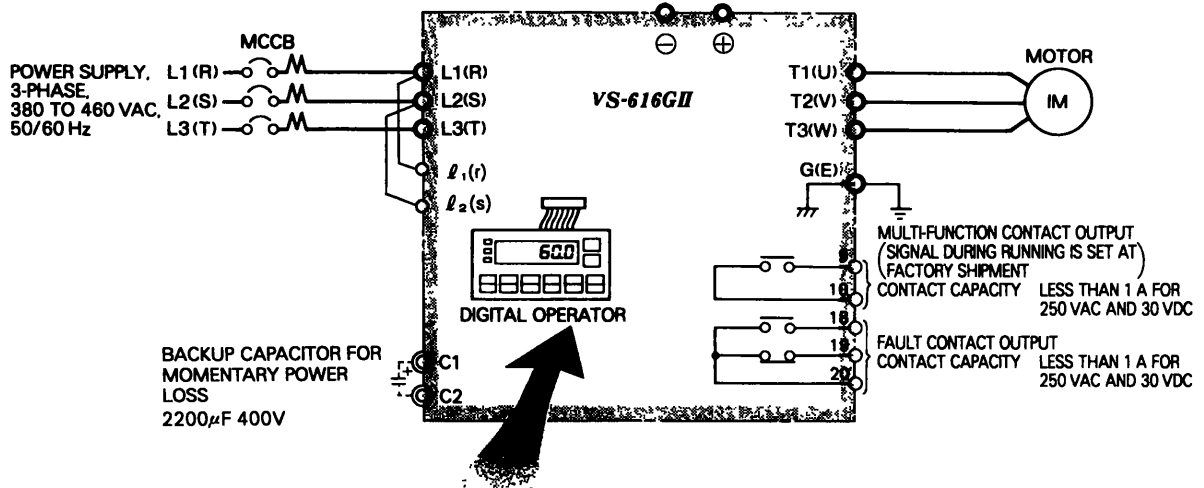 MCCB
POWER SUPPLY,
3-PHASE,
380 TO 460 VAC,
50/60 Hz
L1(R)
L2(S)
L3(T)
L1(R)
L2(S)
L3(T)
ℓ1(r)
ℓ2(s)
⊖ ⊕
VS-616GII
T1(U)
T2(V)
T3(W)
G(E)
MOTOR
IM
60.0
DIGITAL OPERATOR
BACKUP CAPACITOR FOR
MOMENTARY POWER
LOSS
2200μF 400V
+
C1
C2
9
10
MULTI-FUNCTION CONTACT OUTPUT
(SIGNAL DURING RUNNING IS SET AT
FACTORY SHIPMENT)
CONTACT CAPACITY LESS THAN 1 A FOR
250 VAC AND 30 VDC
18
19
20
FAULT CONTACT OUTPUT
CONTACT CAPACITY LESS THAN 1 A FOR
250 VAC AND 30 VDC